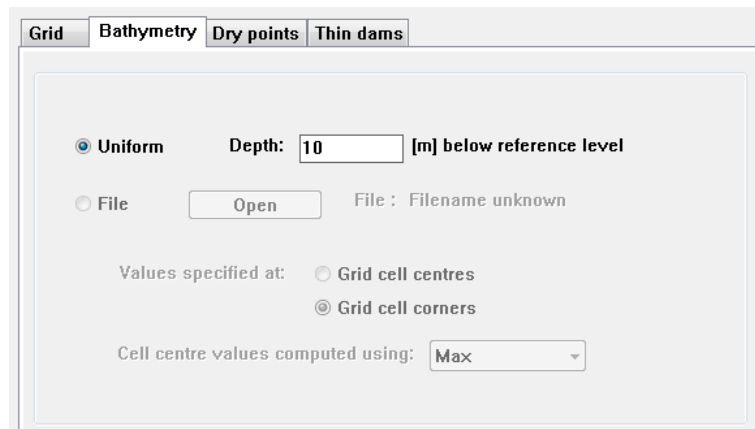 Grid Bathymetry Dry points Thin dams
Uniform Depth: 10 [m] below reference level
File Open File : Filename unknown
Values specified at: Grid cell centres
Grid cell corners
Cell centre values computed using: Max